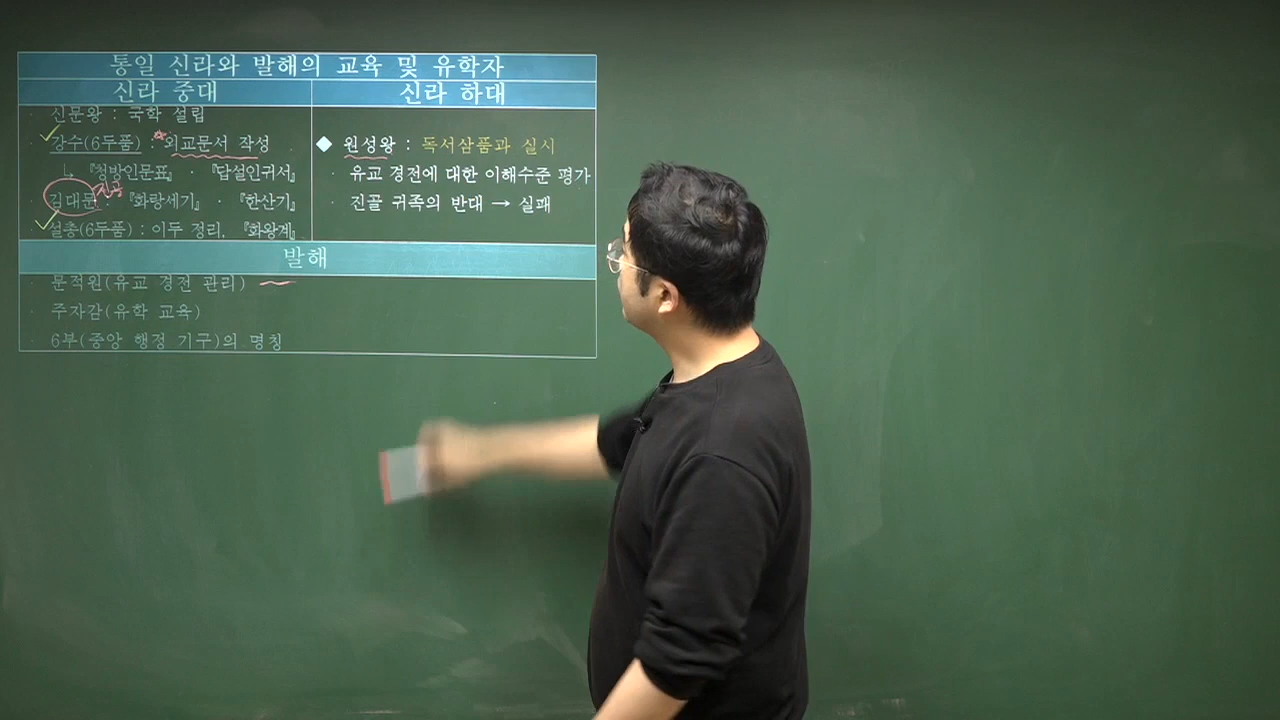 통일 신라와 발해의 교육 및 유학자
신라 중대
신라 하대
· 신문왕 : 국학 설립
· 강수(6두품) : 외교문서 작성
↳ 『청방인문표』 · 『답설인귀서』
· 김대문 : 『화랑세기』 · 『한산기』
진골
· 설총(6두품) : 이두 정리, 『화왕계』
◆ 원성왕 : 독서삼품과 실시
· 유교 경전에 대한 이해수준 평가
· 진골 귀족의 반대 → 실패
발해
· 문적원(유교 경전 관리)
· 주자감(유학 교육)
· 6부(중앙 행정 기구)의 명칭